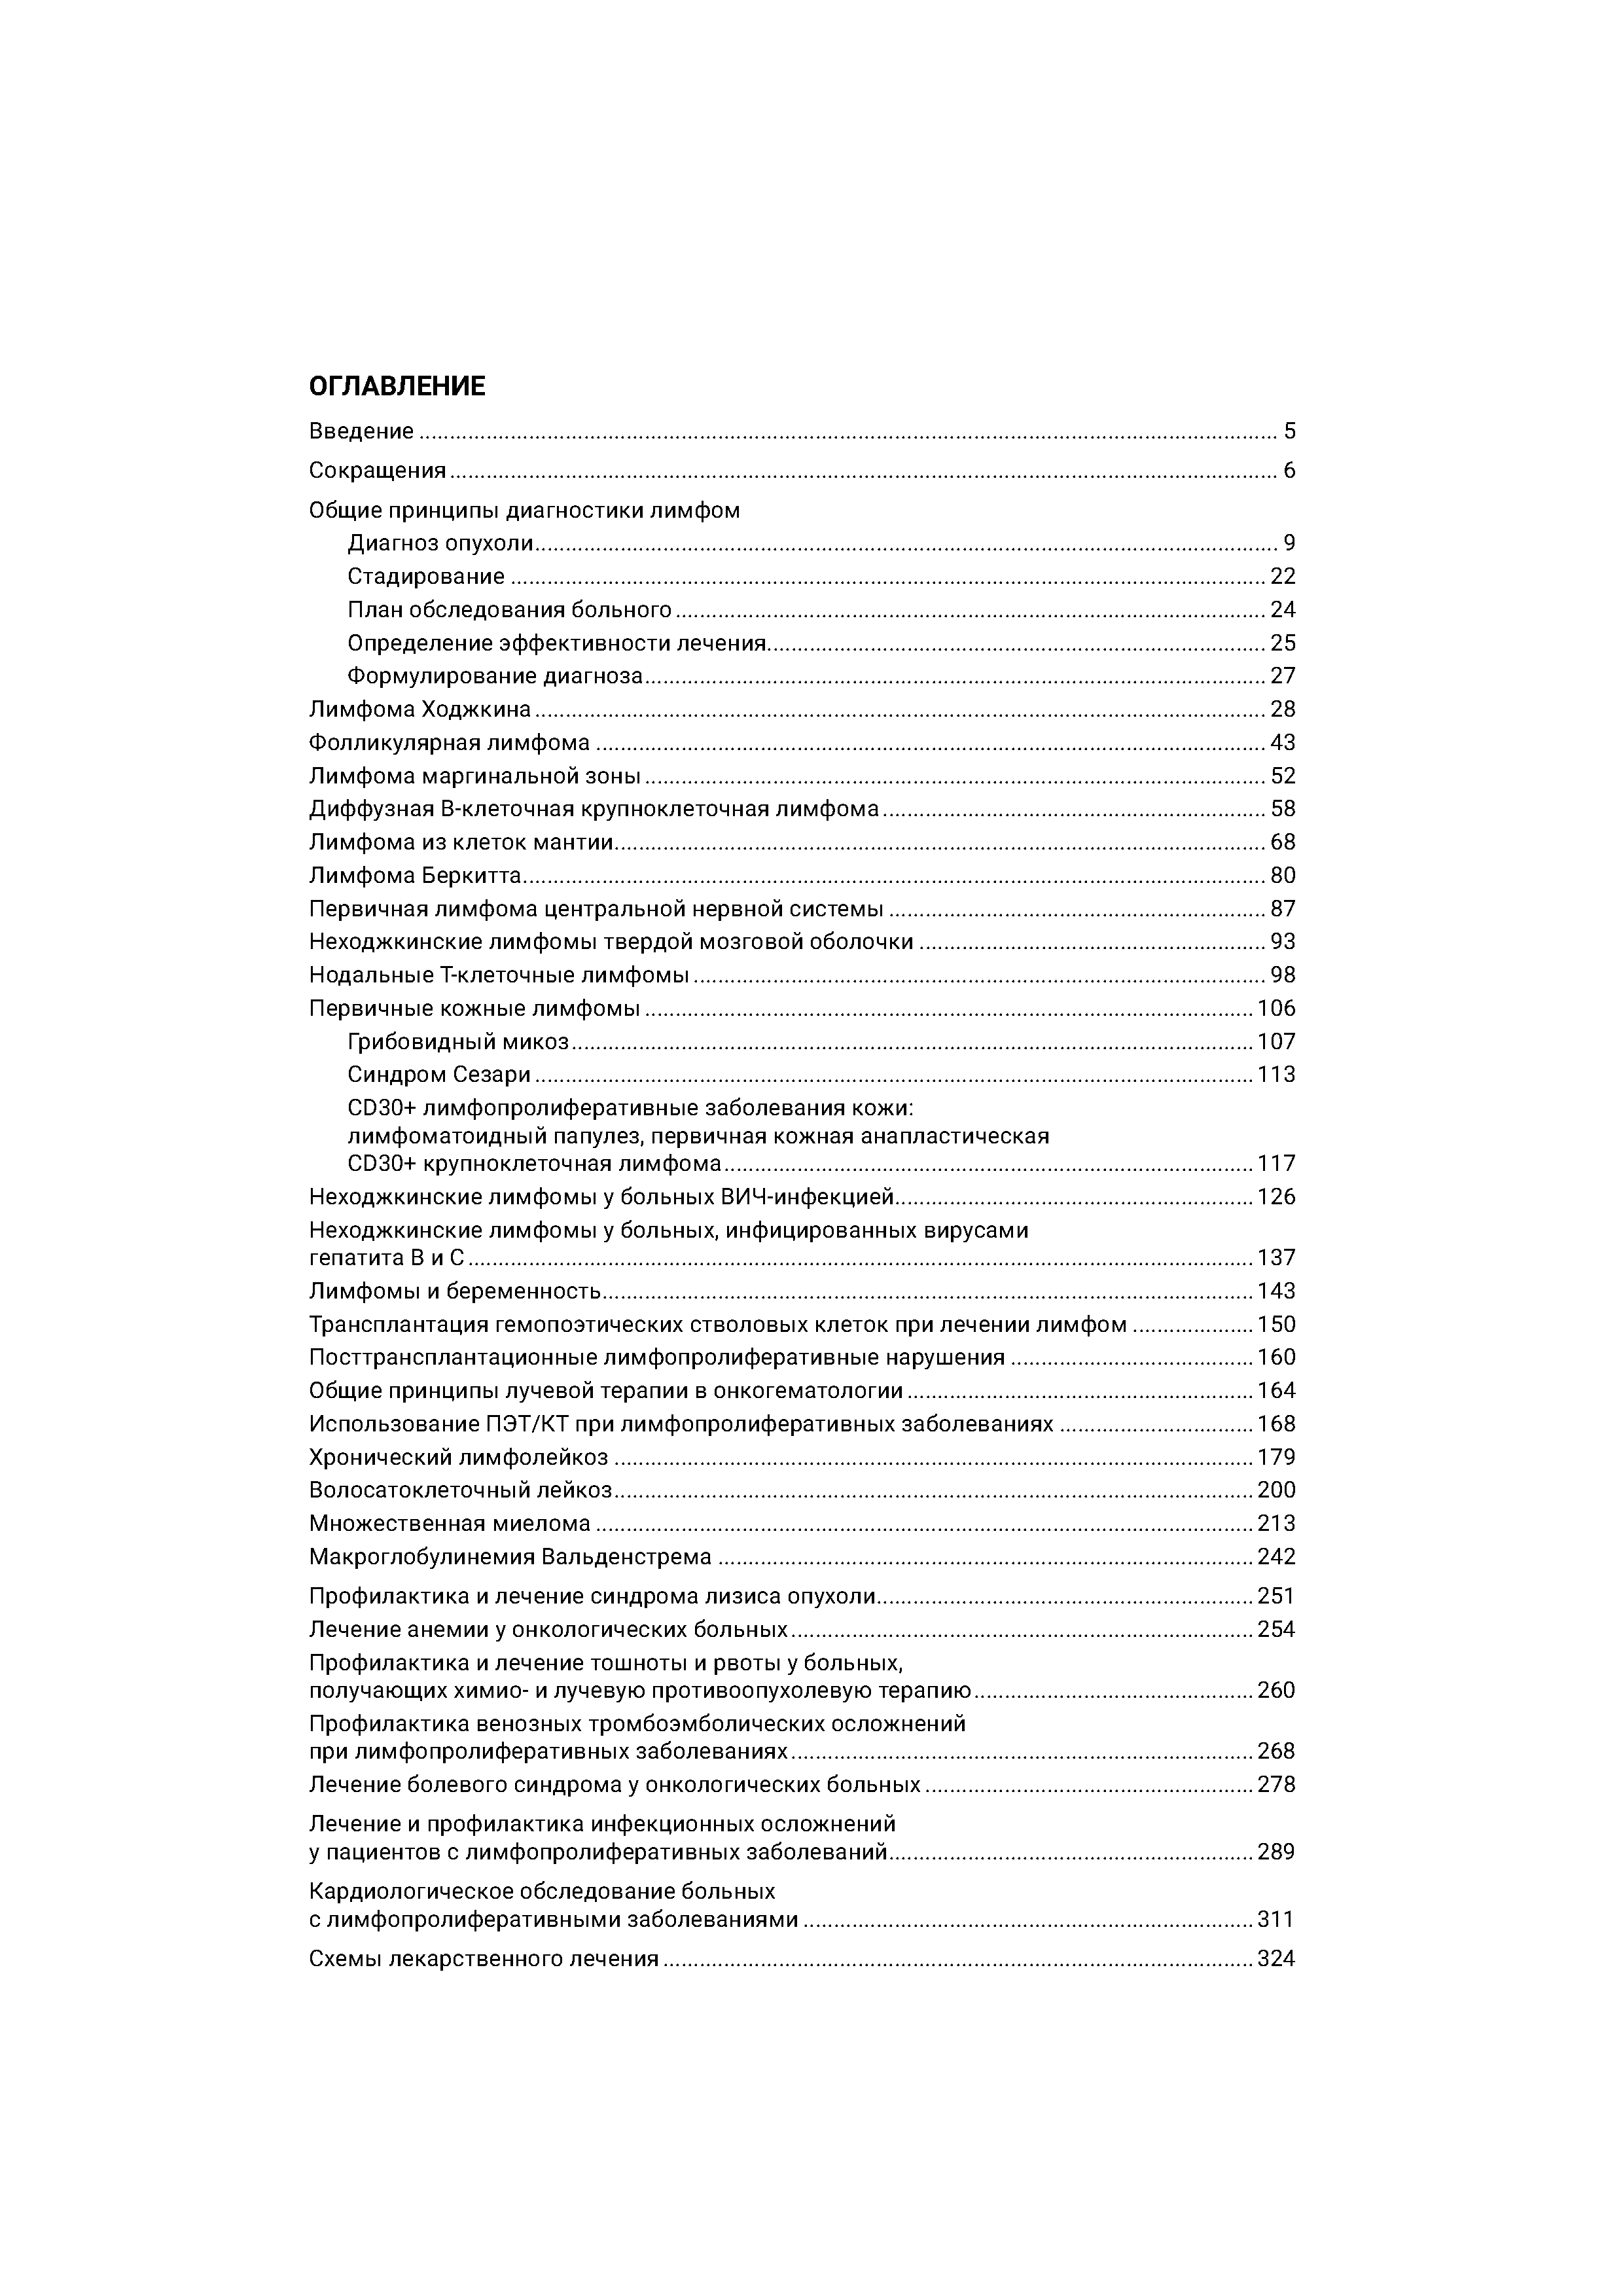 ОГЛАВЛЕНИЕ
Введение ... 5
Сокращения ... 6
Общие принципы диагностики лимфом
Диагноз опухоли ... 9
Стадирование ... 22
План обследования больного ... 24
Определение эффективности лечения ... 25
Формулирование диагноза ... 27
Лимфома Ходжкина ... 28
Фолликулярная лимфома ... 43
Лимфома маргинальной зоны ... 52
Диффузная В-клеточная крупноклеточная лимфома ... 58
Лимфома из клеток мантии ... 68
Лимфома Беркитта ... 80
Первичная лимфома центральной нервной системы ... 87
Неходжкинские лимфомы твердой мозговой оболочки ... 93
Нодальные Т-клеточные лимфомы ... 98
Первичные кожные лимфомы ... 106
Грибовидный микоз ... 107
Синдром Сезари ... 113
CD30+ лимфопролиферативные заболевания кожи:
лимфоматоидный папулез, первичная кожная анапластическая
CD30+ крупноклеточная лимфома ... 117
Неходжкинские лимфомы у больных ВИЧ-инфекцией ... 126
Неходжкинские лимфомы у больных, инфицированных вирусами
гепатита В и С ... 137
Лимфомы и беременность ... 143
Трансплантация гемопоэтических стволовых клеток при лечении лимфом ... 150
Посттрансплантационные лимфопролиферативные нарушения ... 160
Общие принципы лучевой терапии в онкогематологии ... 164
Использование ПЭТ/КТ при лимфопролиферативных заболеваниях ... 168
Хронический лимфолейкоз ... 179
Волосатоклеточный лейкоз ... 200
Множественная миелома ... 213
Макроглобулинемия Вальденстрема ... 242
Профилактика и лечение синдрома лизиса опухоли ... 251
Лечение анемии у онкологических больных ... 254
Профилактика и лечение тошноты и рвоты у больных,
получающих химио- и лучевую противоопухолевую терапию ... 260
Профилактика венозных тромбоэмболических осложнений
при лимфопролиферативных заболеваниях ... 268
Лечение болевого синдрома у онкологических больных ... 278
Лечение и профилактика инфекционных осложнений
у пациентов с лимфопролиферативных заболеваний ... 289
Кардиологическое обследование больных
с лимфопролиферативными заболеваниями ... 311
Схемы лекарственного лечения ... 324